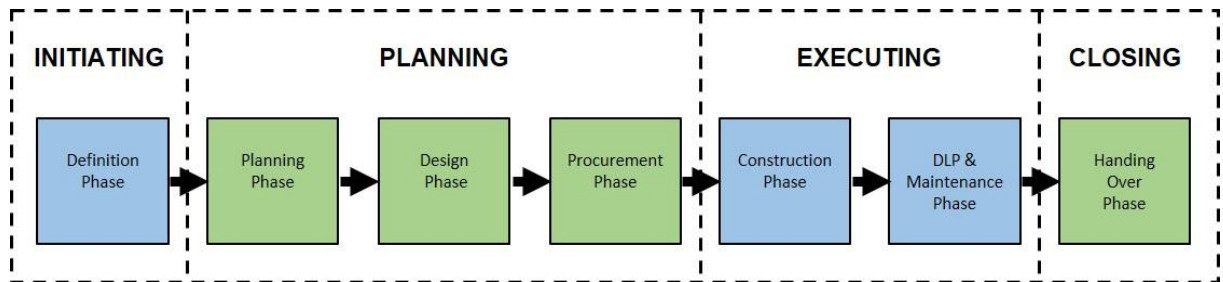 INITIATING
PLANNING
EXECUTING
CLOSING
Definition
Phase
Planning
Phase
Design
Phase
Procurement
Phase
Construction
Phase
DLP &
Maintenance
Phase
Handing
Over
Phase